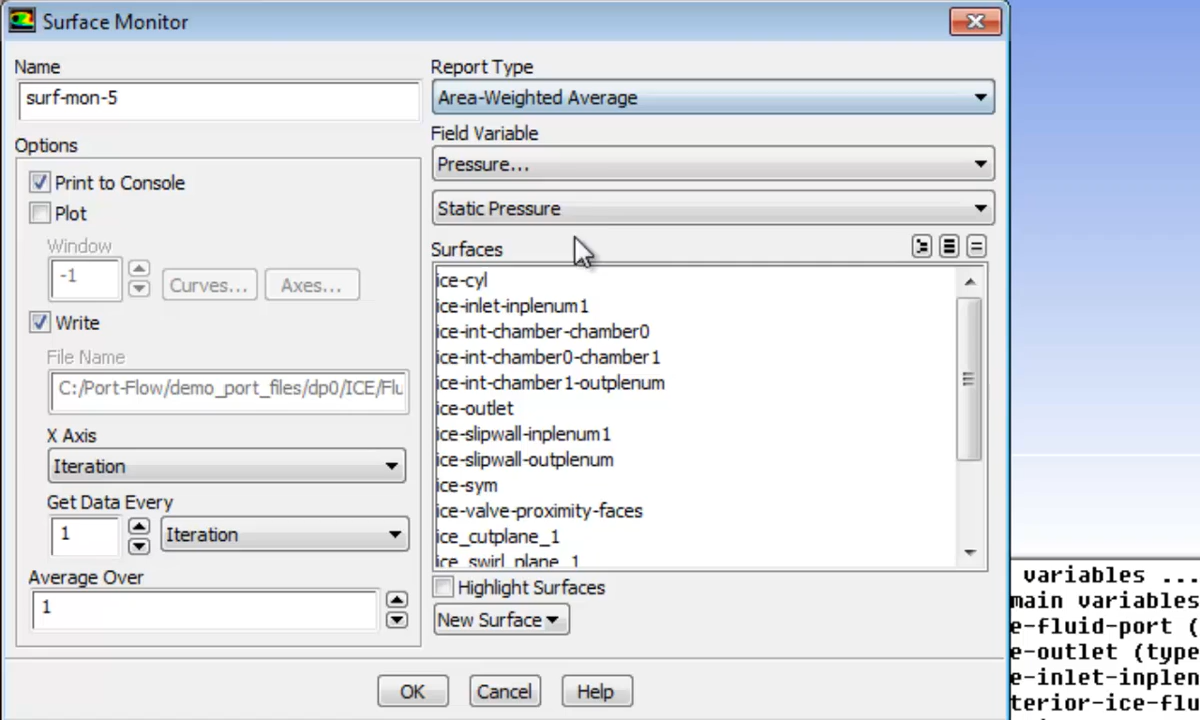 Surface Monitor
Name
surf-mon-5
Options
Print to Console
Plot
Window
-1
Curves...
Axes...
Write
File Name
C:/Port-Flow/demo_port_files/dp0/ICE/Flu
X Axis
Iteration
Get Data Every
1
Iteration
Average Over
1
Report Type
Area-Weighted Average
Field Variable
Pressure...
Static Pressure
Surfaces
ice-cyl
ice-inlet-inplenum1
ice-int-chamber-chamber0
ice-int-chamber0-chamber1
ice-int-chamber1-outplenum
ice-outlet
ice-slipwall-inplenum1
ice-slipwall-outplenum
ice-sym
ice-valve-proximity-faces
ice_cutplane_1
ice_swirl_plane_1
Highlight Surfaces
New Surface
OK
Cancel
Help
variables ...
main variables
e-fluid-port (
e-outlet (type
e-inlet-inplen
terior-ice-flu